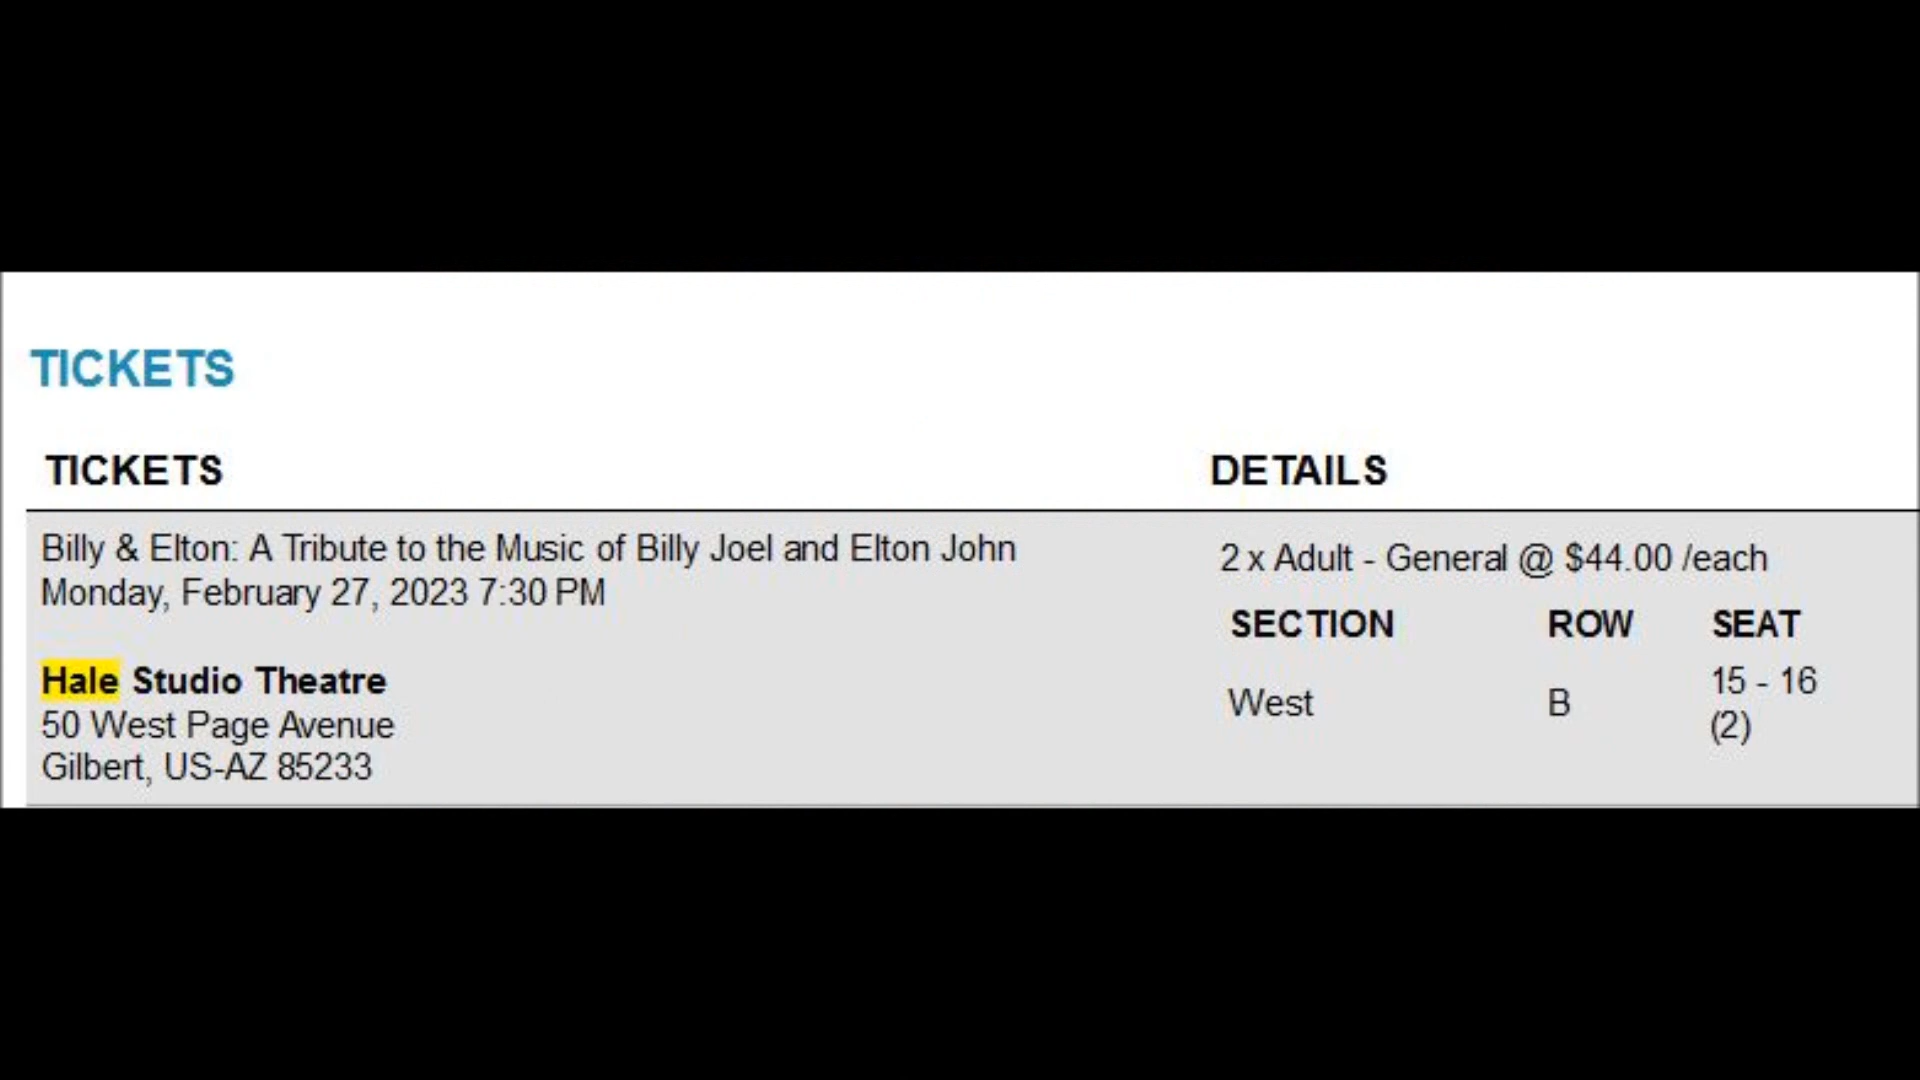 TICKETS
TICKETS
DETAILS
Billy & Elton: A Tribute to the Music of Billy Joel and Elton John
Monday, February 27, 2023 7:30 PM
Hale Studio Theatre
50 West Page Avenue
Gilbert, US-AZ 85233
2 x Adult - General @ $44.00 /each
SECTION ROW SEAT
West B 15 - 16
(2)